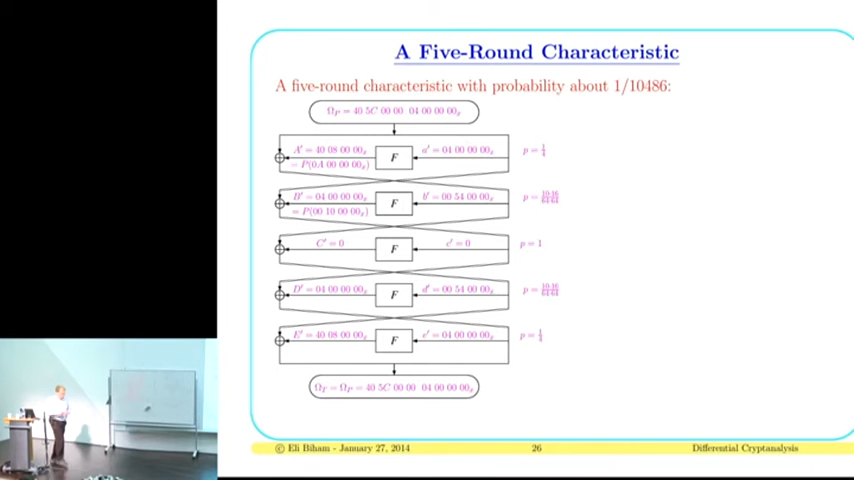 A Five-Round Characteristic
A five-round characteristic with probability about 1/10486:
Ω_P = 40 5C 00 00 04 00 00 00_x
A' = 40 08 00 00_x F a' = 04 00 00 00_x p = 1/4
= P(0A 00 00 00_x)
B' = 04 00 00 00_x F b' = 00 54 00 00_x p = 10·16/64·64
= P(00 10 00 00_x)
C' = 0 F c' = 0 p = 1
D' = 04 00 00 00_x F d' = 00 54 00 00_x p = 10·16/64·64
E' = 40 08 00 00_x F e' = 04 00 00 00_x p = 1/4
Ω_T = Ω_P = 40 5C 00 00 04 00 00 00_x
© Eli Biham - January 27, 2014 26 Differential Cryptanalysis